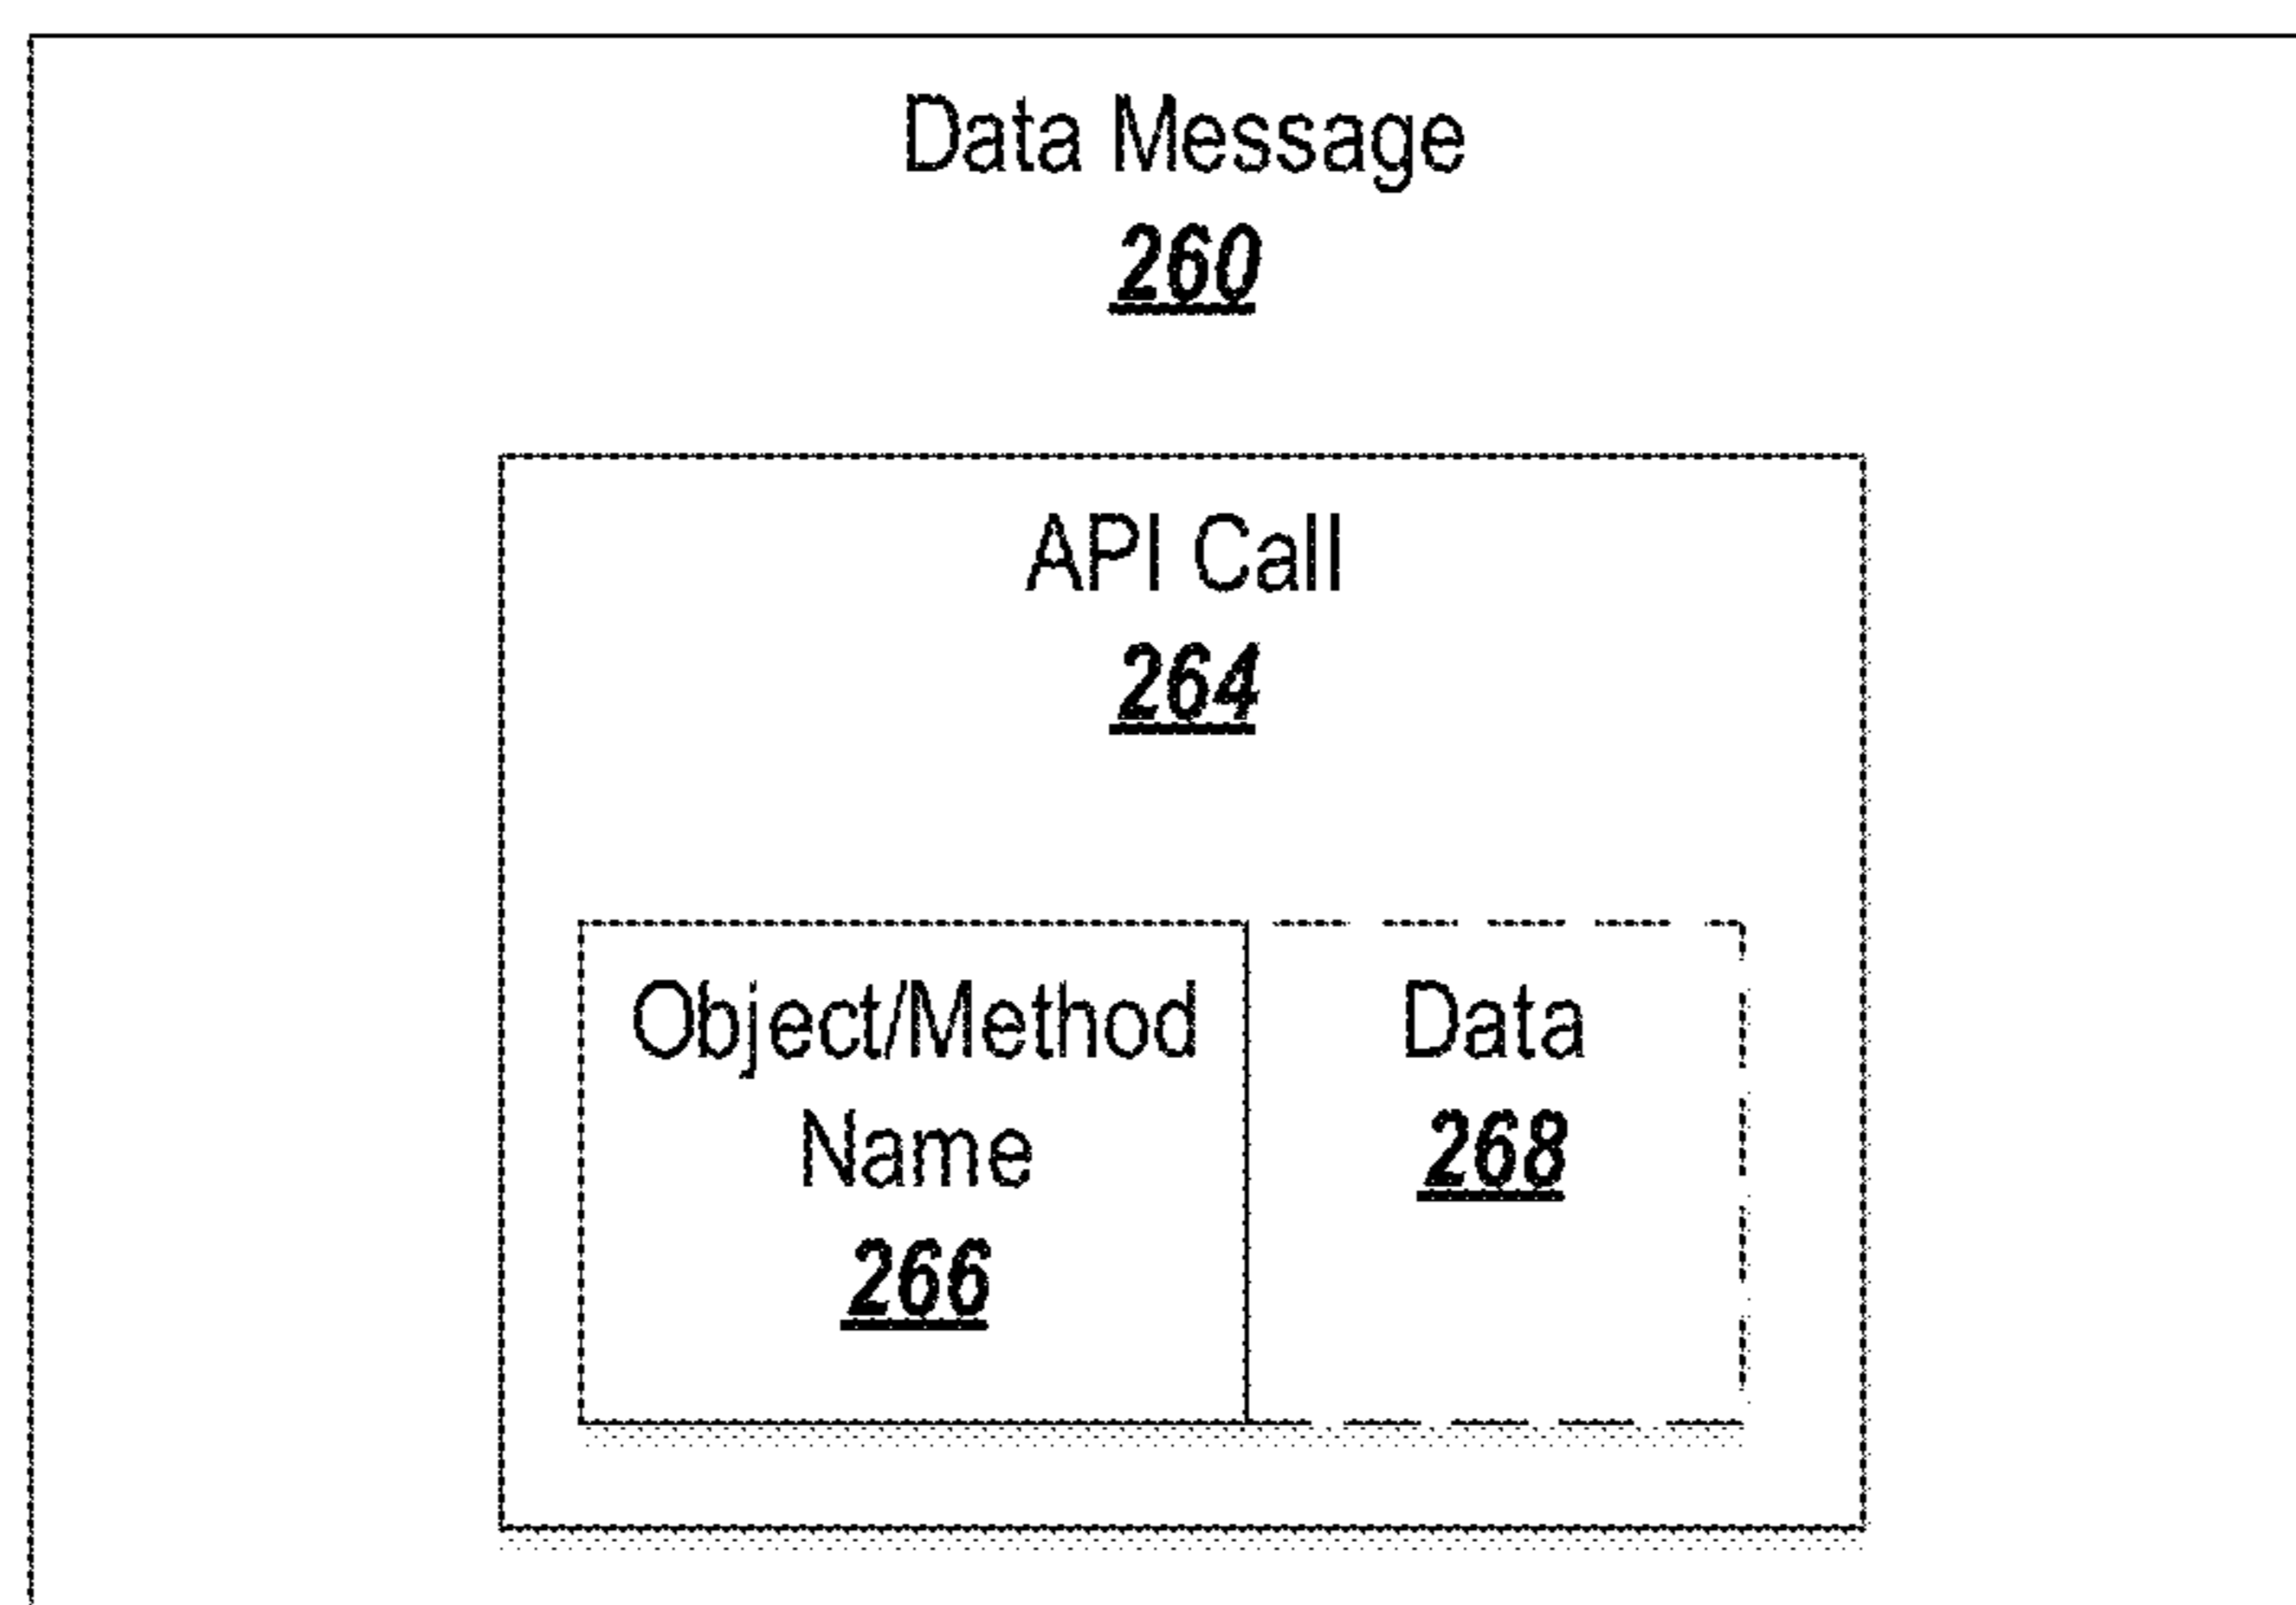 Data Message
260
API Call
264
Object/Method
Name
266
Data
268